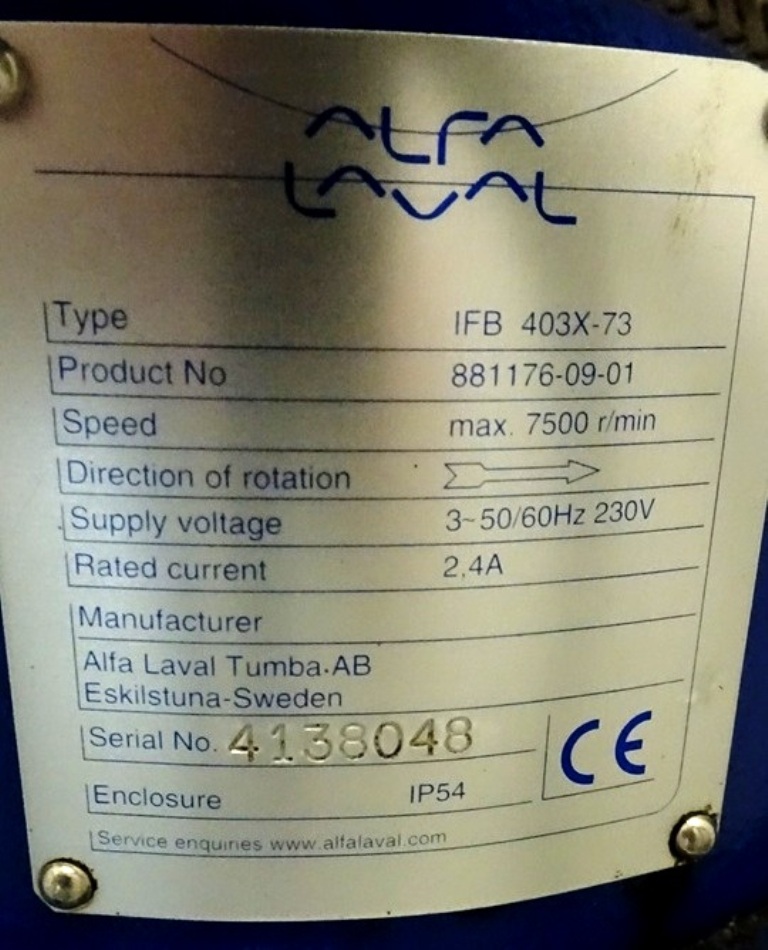 ALFA
LAVAL
Type IFB 403X-73
Product No 881176-09-01
Speed max. 7500 r/min
Direction of rotation
Supply voltage 3~50/60Hz 230V
Rated current 2,4A
Manufacturer
Alfa Laval Tumba AB
Eskilstuna-Sweden
Serial No. 4138048
CE
Enclosure IP54
Service enquiries www.alfalaval.com